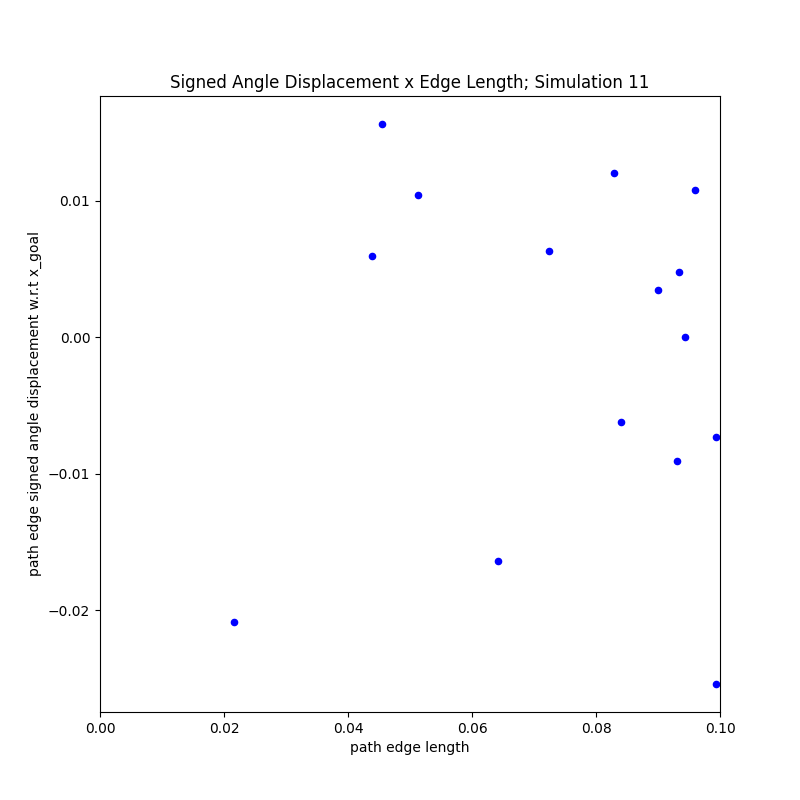 Signed Angle Displacement x Edge Length; Simulation 11
path edge signed angle displacement w.r.t x_goal
0.01
0.00
−0.01
−0.02
0.00 0.02 0.04 0.06 0.08 0.10
path edge length